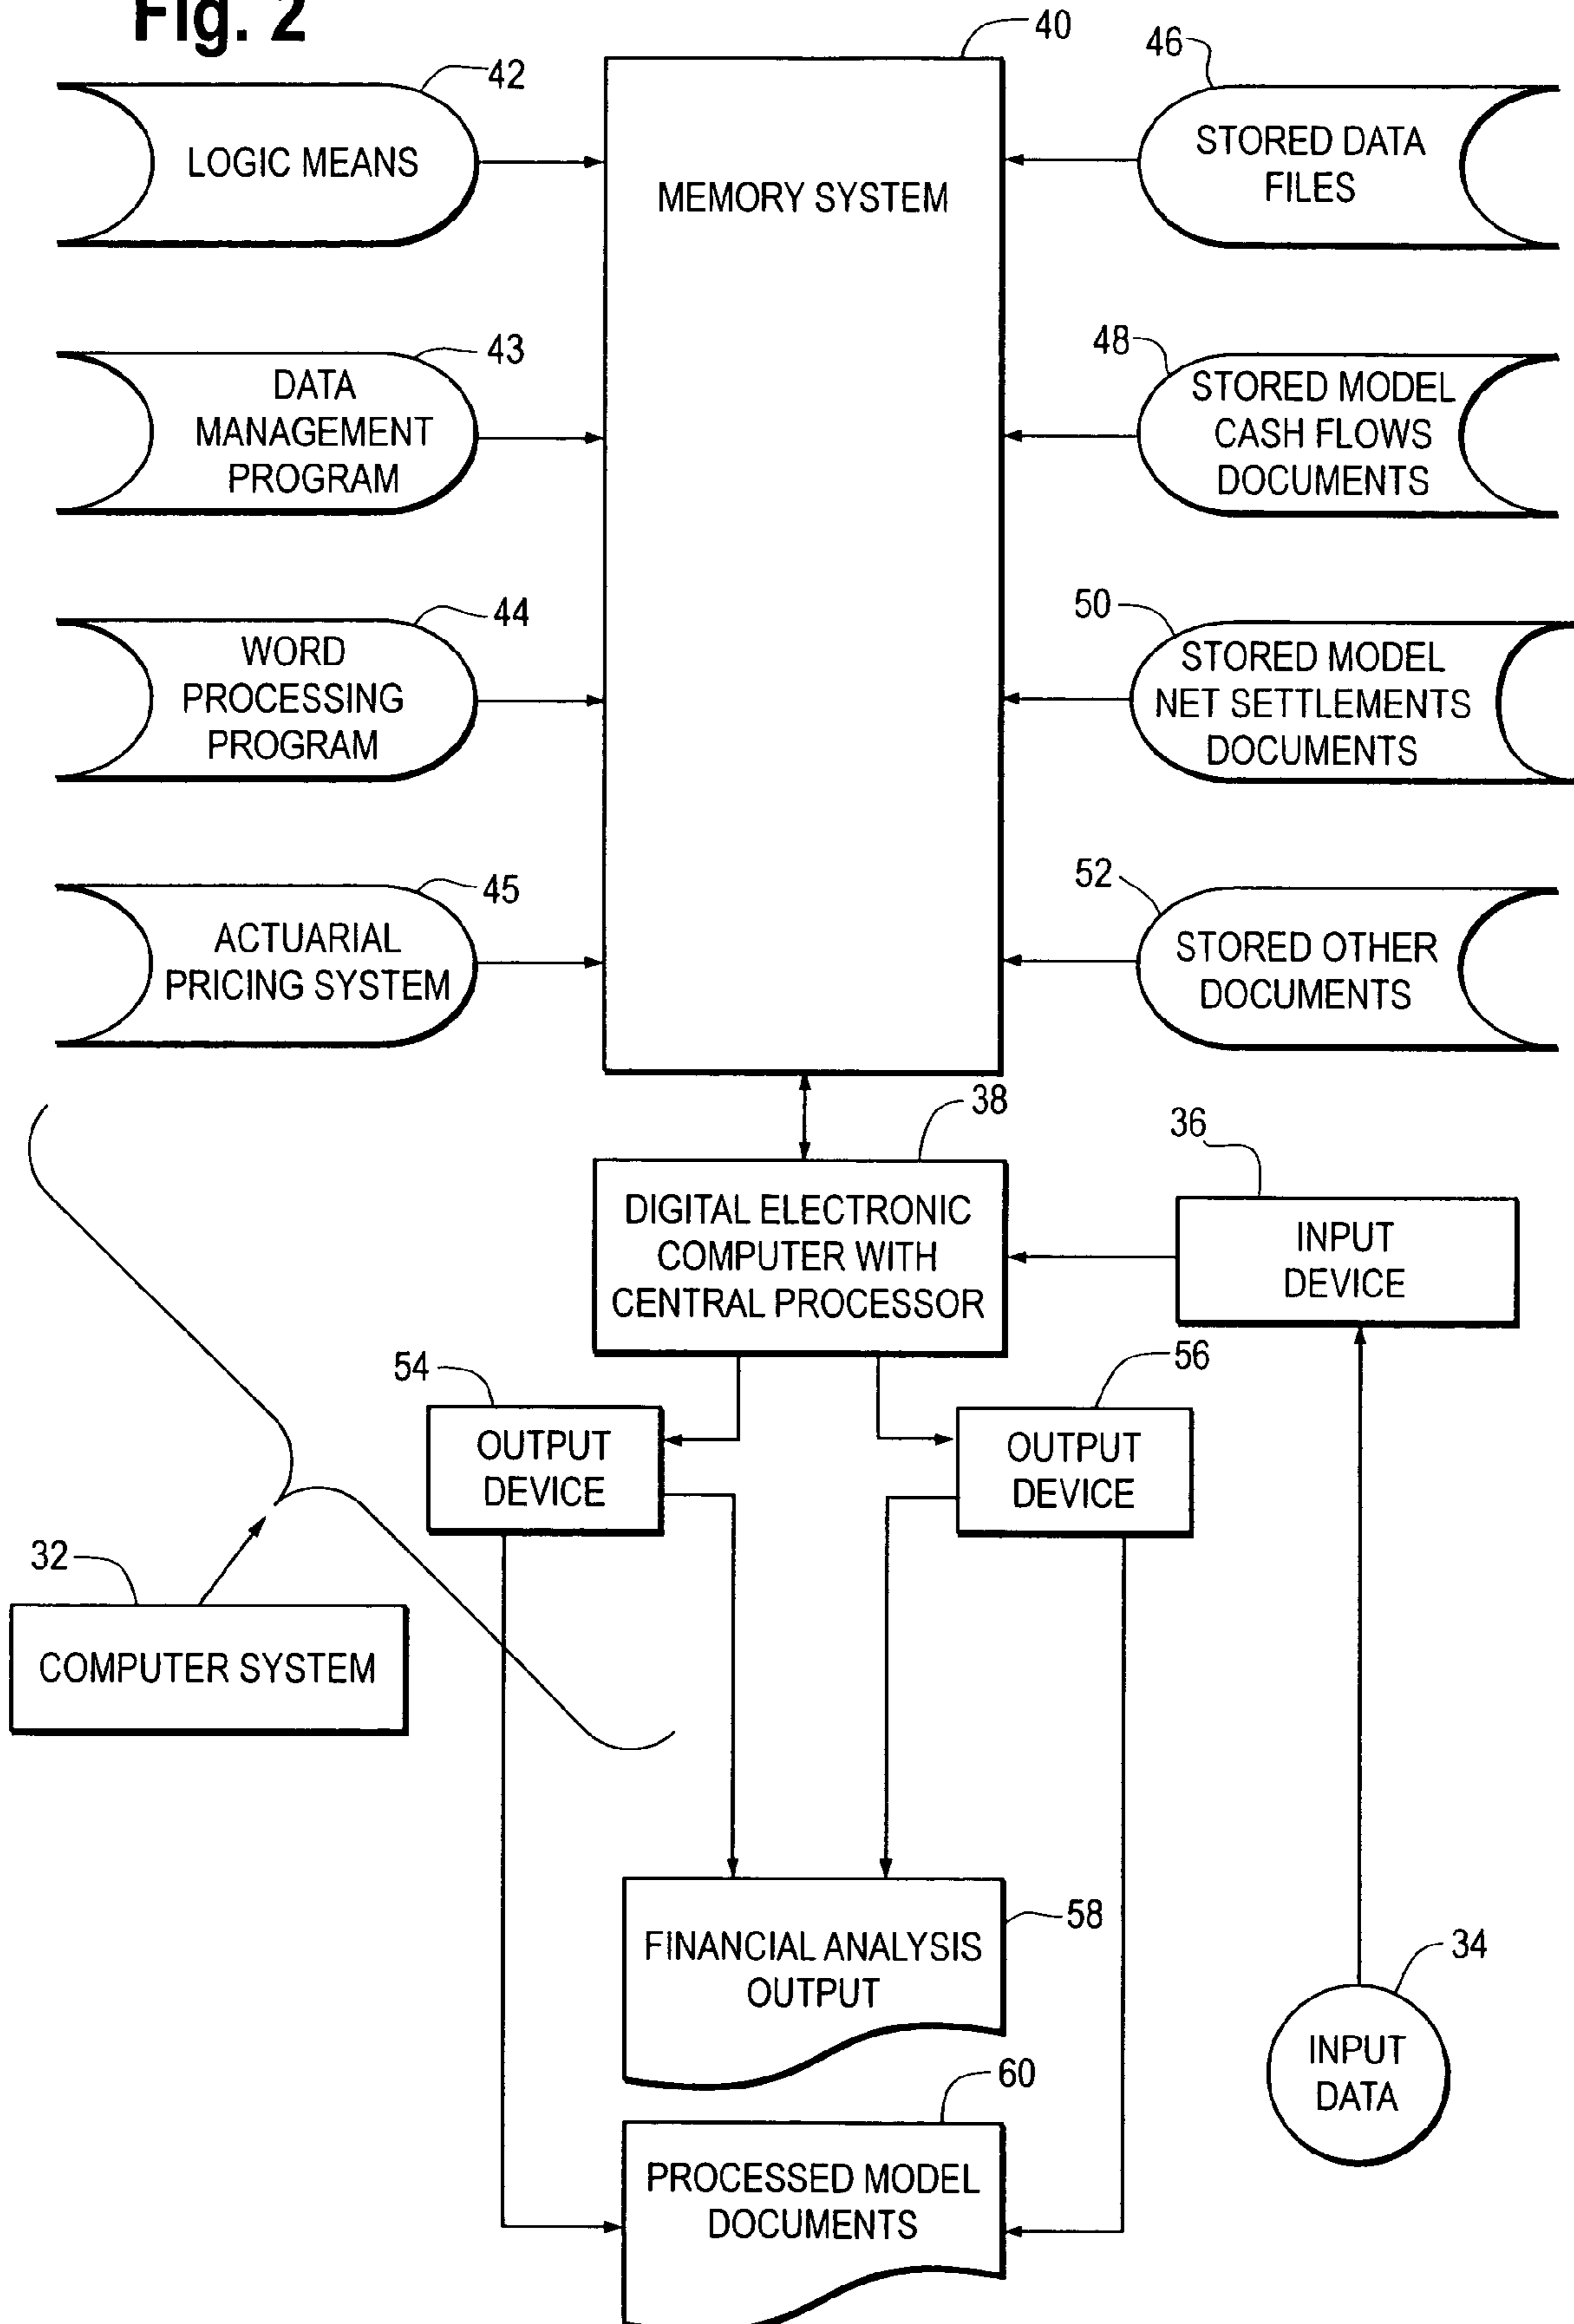 Fig. 2
40
46
42
LOGIC MEANS
MEMORY SYSTEM
STORED DATA
FILES
43
DATA
MANAGEMENT
PROGRAM
48
STORED MODEL
CASH FLOWS
DOCUMENTS
44
WORD
PROCESSING
PROGRAM
50
STORED MODEL
NET SETTLEMENTS
DOCUMENTS
45
ACTUARIAL
PRICING SYSTEM
52
STORED OTHER
DOCUMENTS
38
DIGITAL ELECTRONIC
COMPUTER WITH
CENTRAL PROCESSOR
36
INPUT
DEVICE
54
OUTPUT
DEVICE
56
OUTPUT
DEVICE
32
COMPUTER SYSTEM
58
FINANCIAL ANALYSIS
OUTPUT
34
INPUT
DATA
60
PROCESSED MODEL
DOCUMENTS